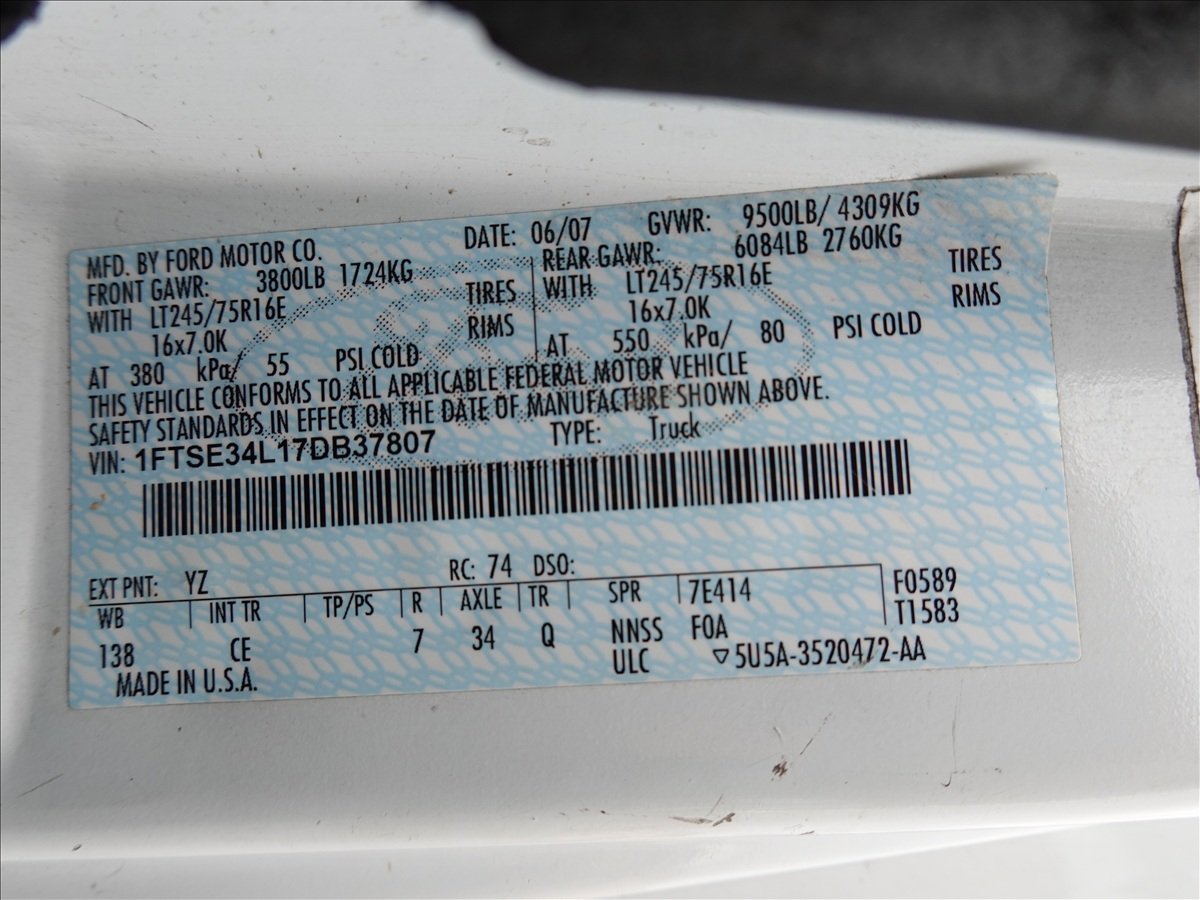 MFD. BY FORD MOTOR CO. DATE: 06/07 GVWR: 9500LB/ 4309KG
FRONT GAWR: 3800LB 1724KG REAR GAWR: 6084LB 2760KG
WITH LT245/75R16E TIRES WITH LT245/75R16E TIRES
16x7.0K RIMS 16x7.0K RIMS
AT 380 kPa/ 55 PSI COLD AT 550 kPa/ 80 PSI COLD
THIS VEHICLE CONFORMS TO ALL APPLICABLE FEDERAL MOTOR VEHICLE
SAFETY STANDARDS IN EFFECT ON THE DATE OF MANUFACTURE SHOWN ABOVE.
VIN: 1FTSE34L17DB37807 TYPE: Truck
EXT PNT: YZ RC: 74 DSO:
WB INT TR TP/PS R AXLE TR SPR 7E414 F0589
138 CE 7 34 Q NNSS F0A T1583
MADE IN U.S.A. ULC ▽5U5A-3520472-AA